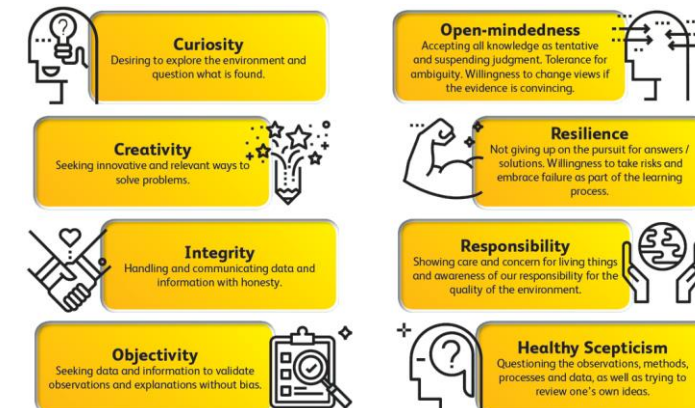 Curiosity
Desiring to explore the environment and
question what is found.
Creativity
Seeking innovative and relevant ways to
solve problems.
Integrity
Handling and communicating data and
information with honesty.
Objectivity
Seeking data and information to validate
observations and explanations without bias.
Open-mindedness
Accepting all knowledge as tentative
and suspending judgment. Tolerance for
ambiguity. Willingness to change views if
the evidence is convincing.
Resilience
Not giving up on the pursuit for answers /
solutions. Willingness to take risks and
embrace failure as part of the learning
process.
Responsibility
Showing care and concern for living things
and awareness of our responsibility for the
quality of the environment.
Healthy Scepticism
Questioning the observations, methods,
processes and data, as well as trying to
review one's own ideas.